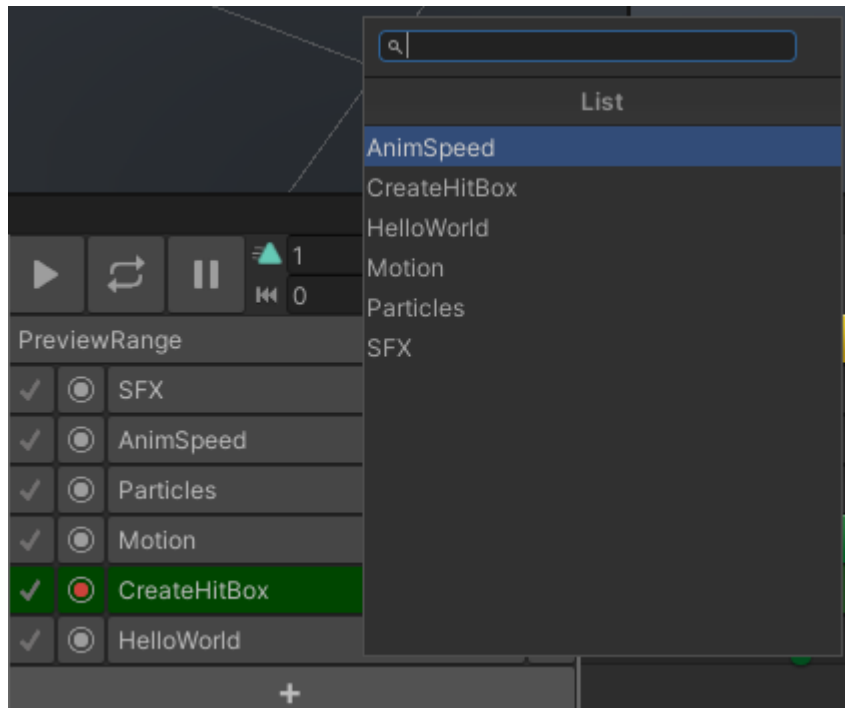 List
AnimSpeed
CreateHitBox
HelloWorld
Motion
Particles
SFX
1
0
PreviewRange
SFX
AnimSpeed
Particles
Motion
CreateHitBox
HelloWorld
+